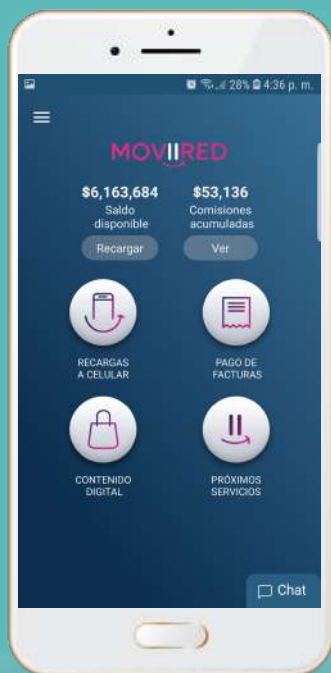 28% 4:36 p. m.
MOVIIRED
$6,163,684
Saldo
disponible
Recargar
$53,136
Comisiones
acumuladas
Ver
RECARGAS
A CELULAR
PAGO DE
FACTURAS
CONTENIDO
DIGITAL
PRÓXIMOS
SERVICIOS
Chat